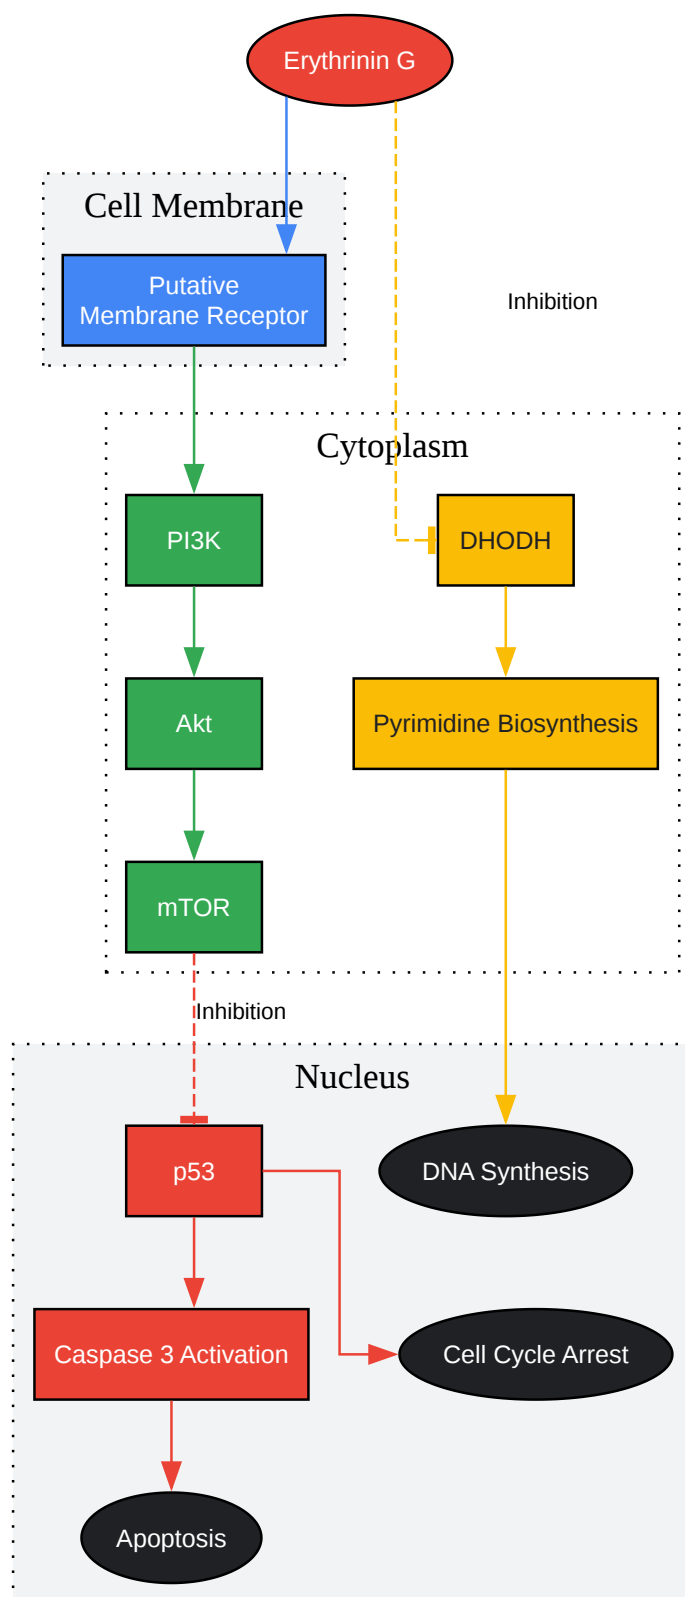 Erythrinin G
Cell Membrane
Putative
Membrane Receptor
Inhibition
Cytoplasm
PI3K
DHODH
Akt
Pyrimidine Biosynthesis
mTOR
Inhibition
Nucleus
p53
DNA Synthesis
Caspase 3 Activation
Cell Cycle Arrest
Apoptosis